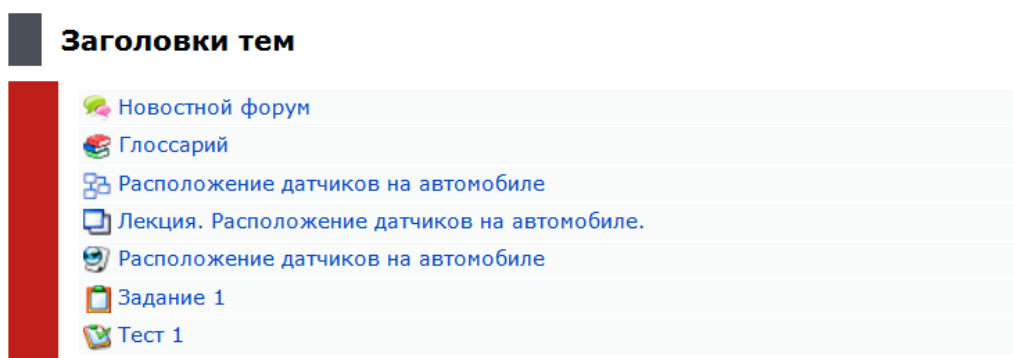 Заголовки тем
Новостной форум
Глоссарий
Расположение датчиков на автомобиле
Лекция. Расположение датчиков на автомобиле.
Расположение датчиков на автомобиле
Задание 1
Тест 1